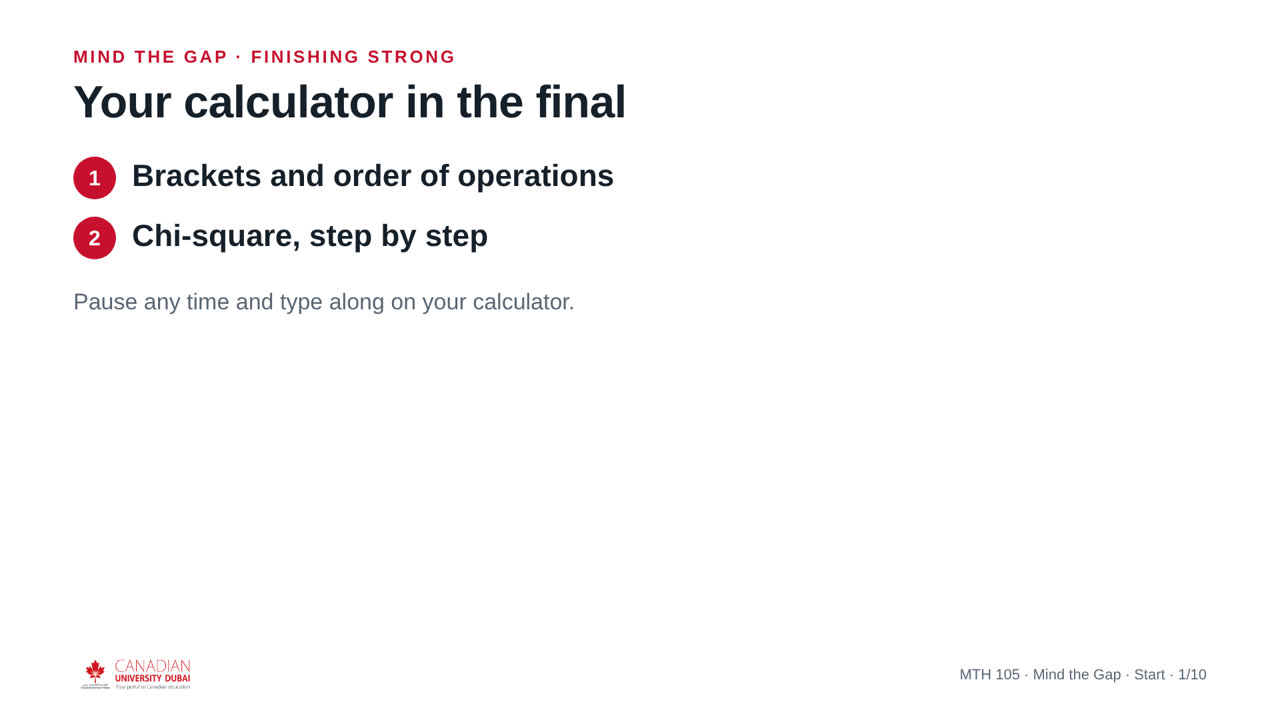 MIND THE GAP · FINISHING STRONG
Your calculator in the final
1 Brackets and order of operations
2 Chi-square, step by step
Pause any time and type along on your calculator.
CANADIAN
UNIVERSITY DUBAI
Your portal to Canadian education
MTH 105 · Mind the Gap · Start · 1/10